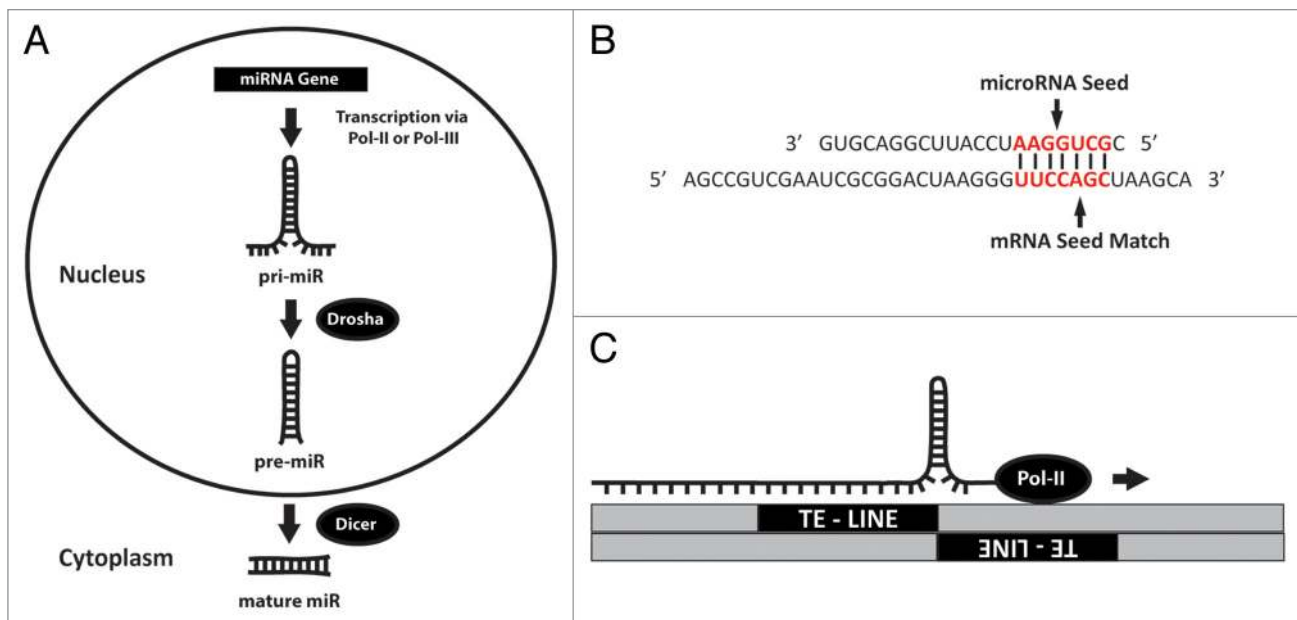 A
miRNA Gene
Transcription via
Pol-II or Pol-III
Nucleus
pri-miR
Drosha
pre-miR
Dicer
Cytoplasm
mature miR
B
microRNA Seed
3′ GUGCAGGCUUACCUAAGGUCGC 5′
5′ AGCCGUCGAAUCGCGGACUAAGGGUUCCAGCUAAGCA 3′
mRNA Seed Match
C
Pol-II
TE - LINE
TE - LINE